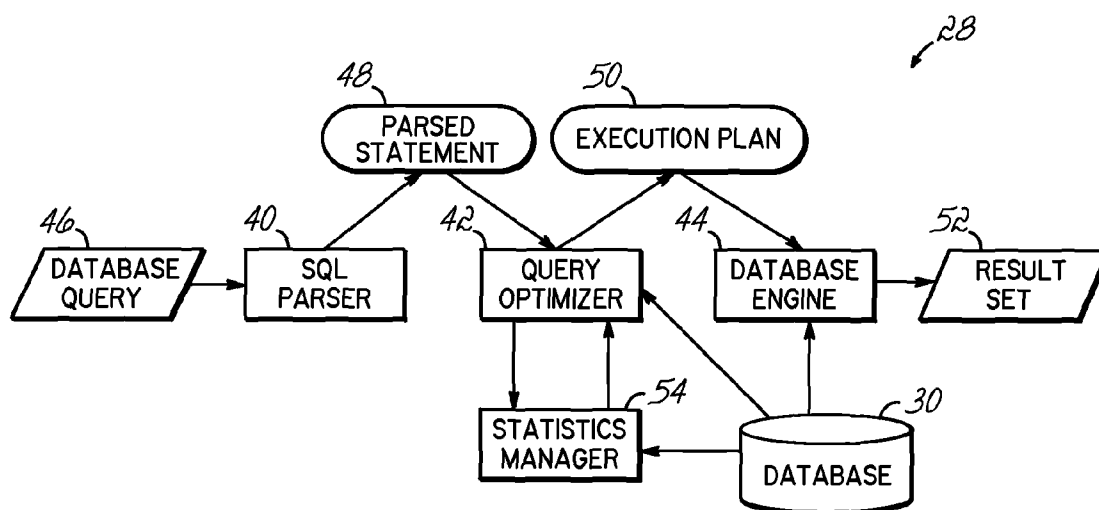 28
48
PARSED
STATEMENT
50
EXECUTION PLAN
46
DATABASE
QUERY
40
SQL
PARSER
42
QUERY
OPTIMIZER
44
DATABASE
ENGINE
52
RESULT
SET
54
STATISTICS
MANAGER
30
DATABASE